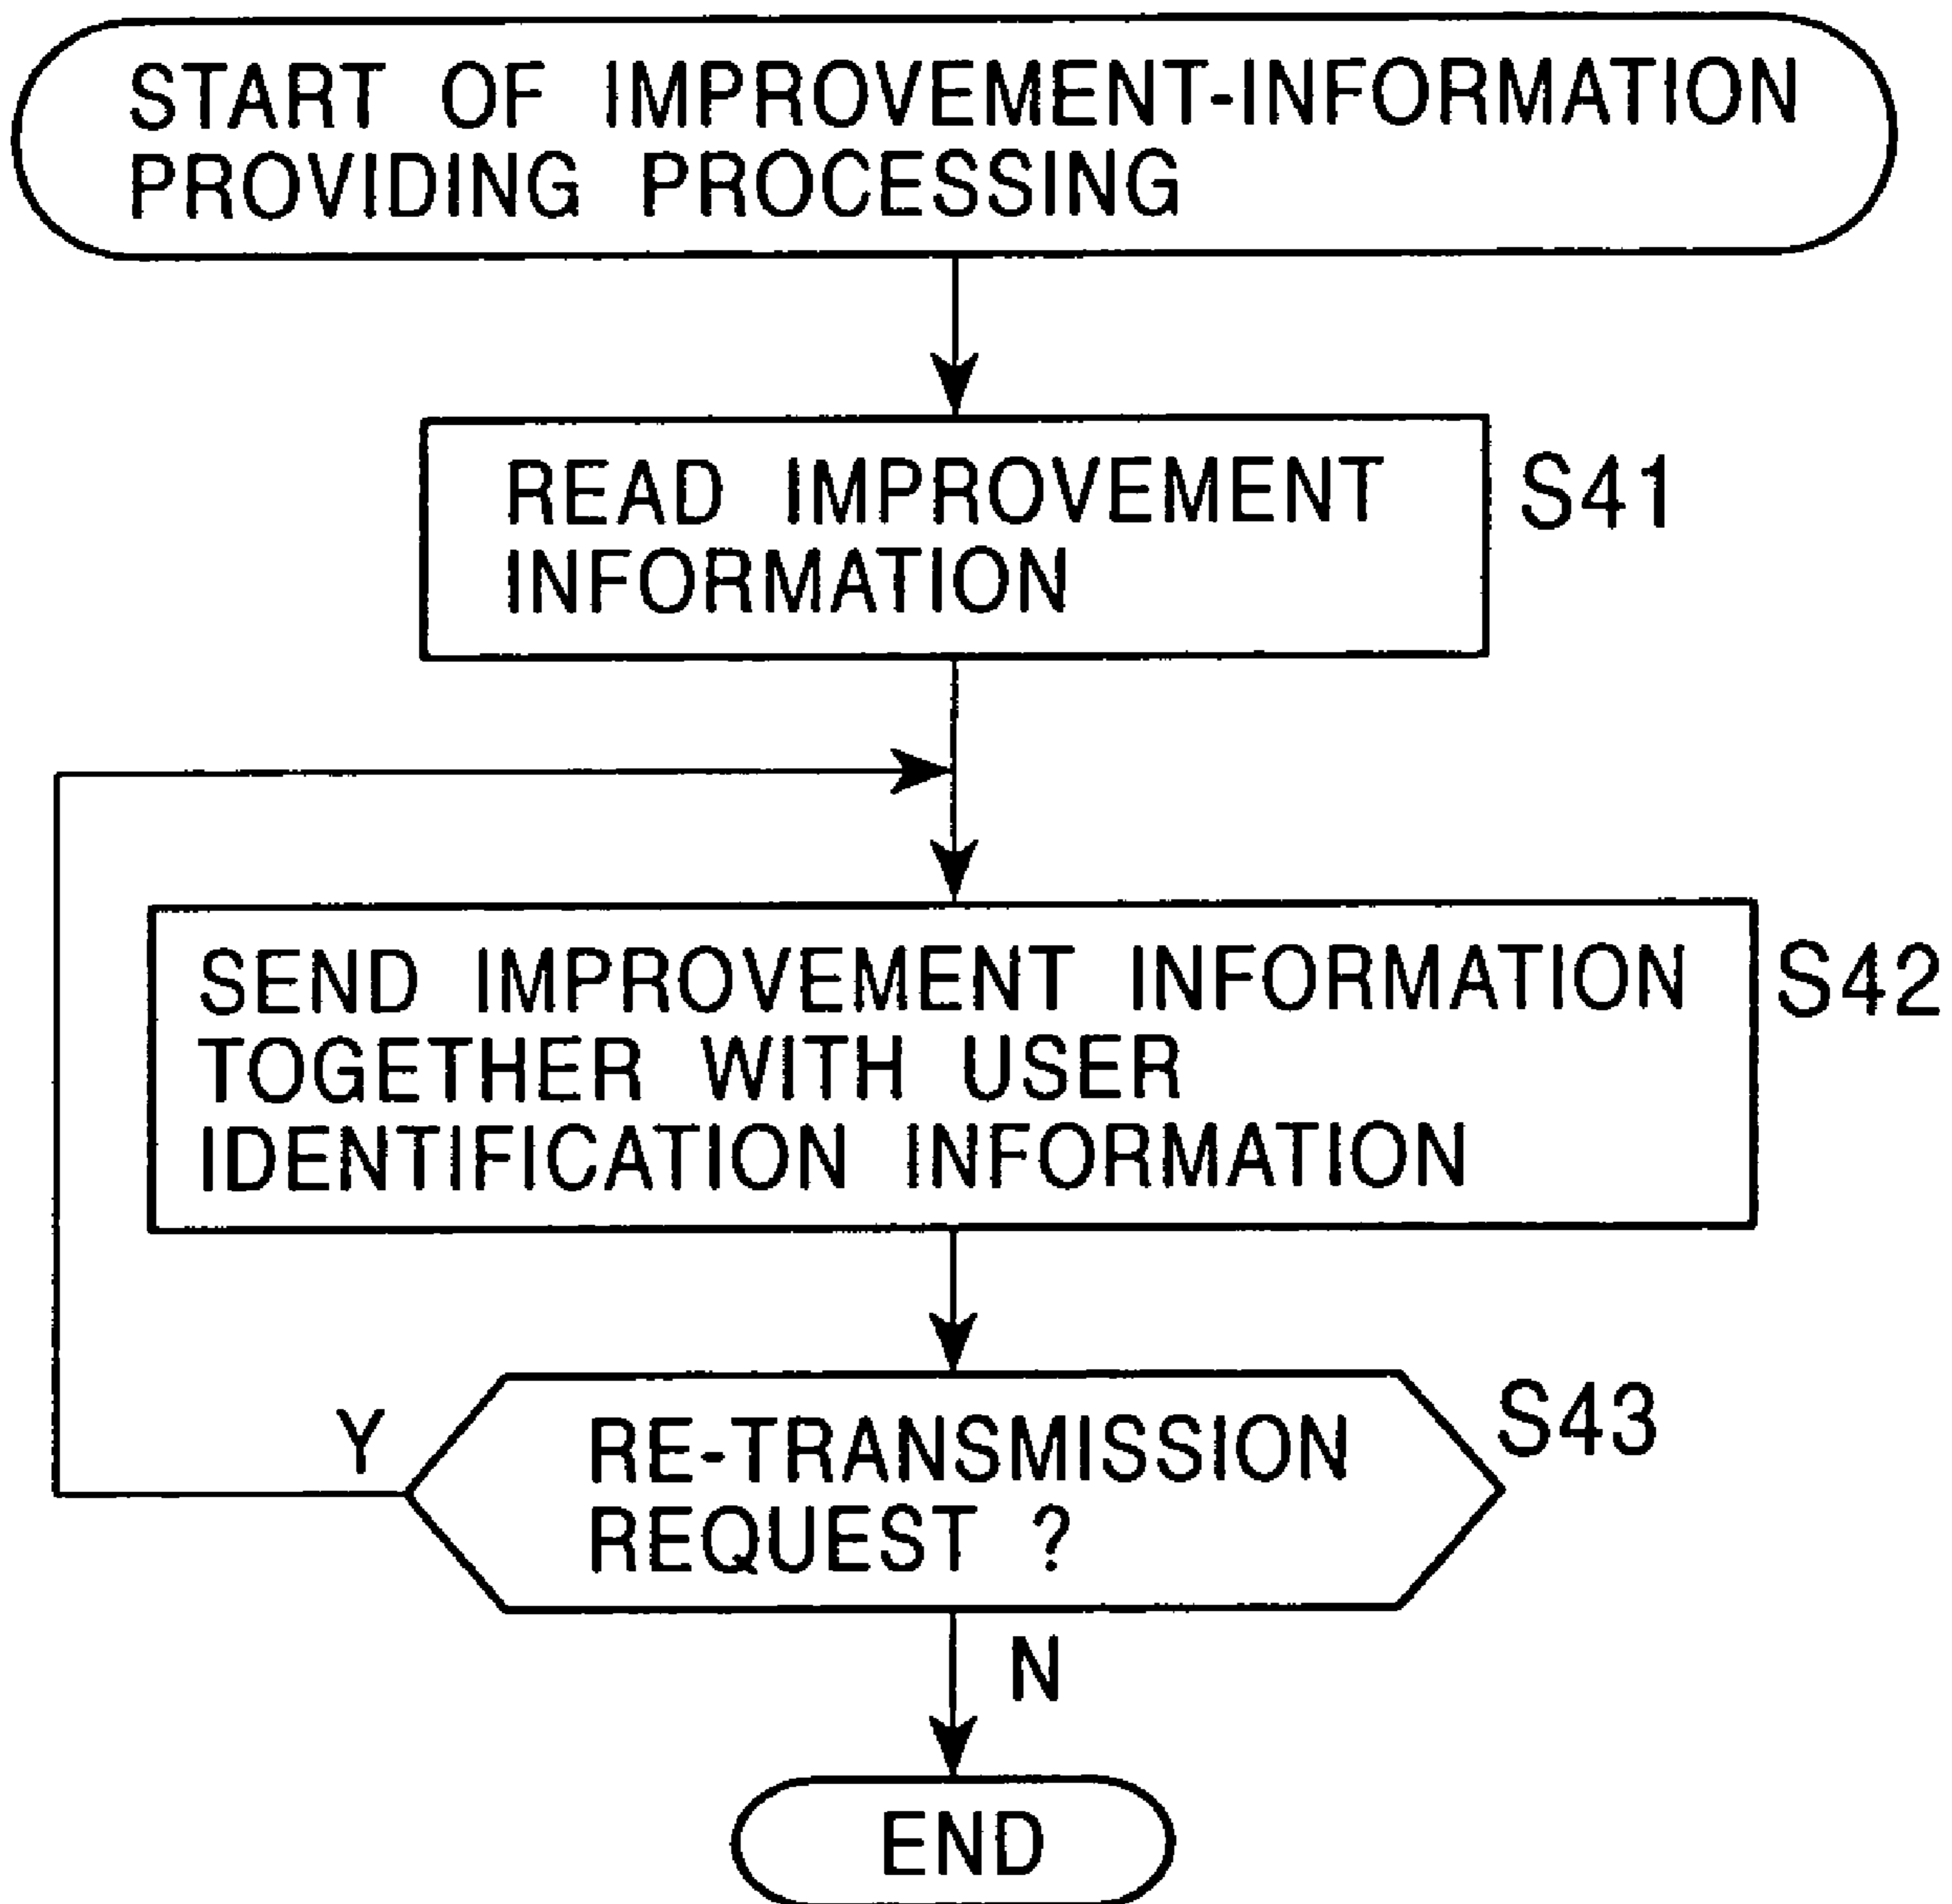 START OF IMPROVEMENT-INFORMATION
PROVIDING PROCESSING
READ IMPROVEMENT
INFORMATION
S41
SEND IMPROVEMENT INFORMATION
TOGETHER WITH USER
IDENTIFICATION INFORMATION
S42
Y
RE-TRANSMISSION
REQUEST ?
S43
N
END